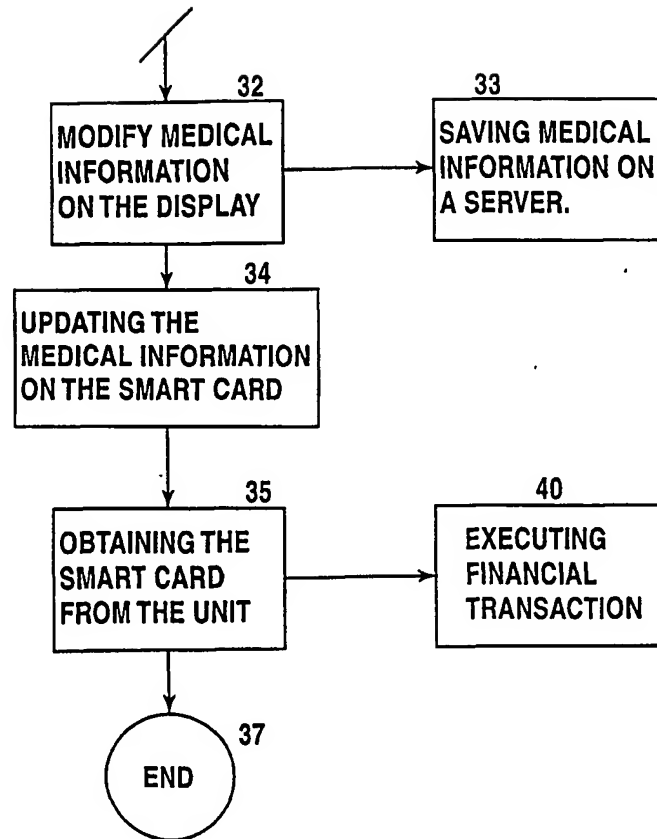 32
MODIFY MEDICAL
INFORMATION
ON THE DISPLAY
33
SAVING MEDICAL
INFORMATION ON
A SERVER.
34
UPDATING THE
MEDICAL INFORMATION
ON THE SMART CARD
35
OBTAINING THE
SMART CARD
FROM THE UNIT
40
EXECUTING
FINANCIAL
TRANSACTION
37
END